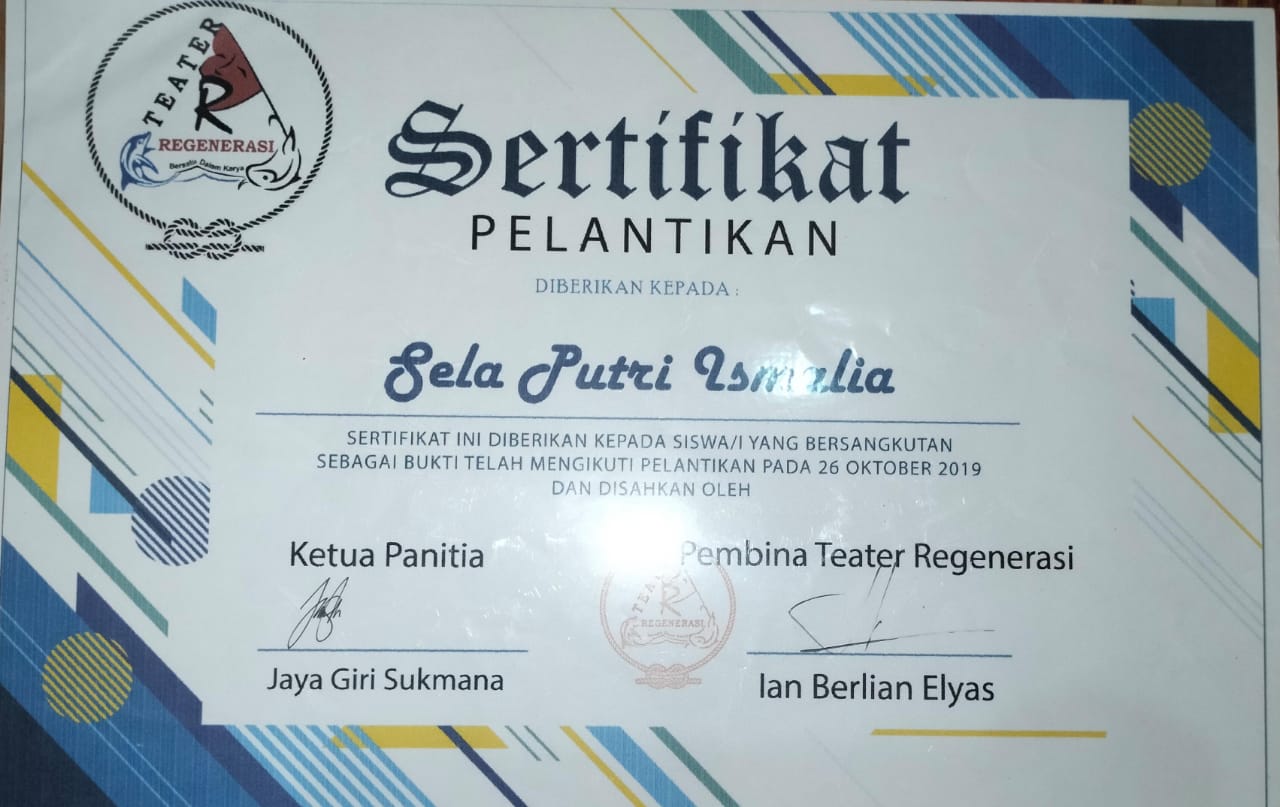 TEATER
R
REGENERASI
Bersatu Dalam Karya
Sertifikat
PELANTIKAN
DIBERIKAN KEPADA :
Sela Putri Ismalia
SERTIFIKAT INI DIBERIKAN KEPADA SISWA/I YANG BERSANGKUTAN
SEBAGAI BUKTI TELAH MENGIKUTI PELANTIKAN PADA 26 OKTOBER 2019
DAN DISAHKAN OLEH
Ketua Panitia
Pembina Teater Regenerasi
TEATER
R
REGENERASI
Jaya Giri Sukmana
Ian Berlian Elyas